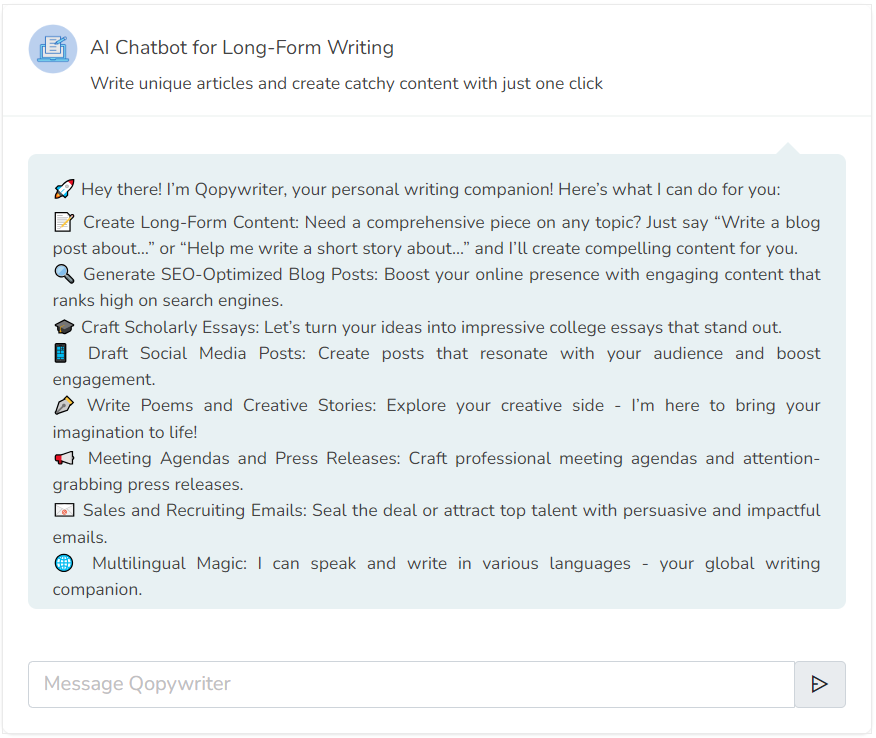 AI Chatbot for Long-Form Writing
Write unique articles and create catchy content with just one click
🚀 Hey there! I’m Qopywriter, your personal writing companion! Here’s what I can do for you:
📝 Create Long-Form Content: Need a comprehensive piece on any topic? Just say “Write a blog
post about...” or “Help me write a short story about...” and I’ll create compelling content for you.
🔍 Generate SEO-Optimized Blog Posts: Boost your online presence with engaging content that
ranks high on search engines.
🎓 Craft Scholarly Essays: Let’s turn your ideas into impressive college essays that stand out.
📱 Draft Social Media Posts: Create posts that resonate with your audience and boost
engagement.
🖋 Write Poems and Creative Stories: Explore your creative side - I’m here to bring your
imagination to life!
📢 Meeting Agendas and Press Releases: Craft professional meeting agendas and attention-
grabbing press releases.
📧 Sales and Recruiting Emails: Seal the deal or attract top talent with persuasive and impactful
emails.
🌐 Multilingual Magic: I can speak and write in various languages - your global writing
companion.
Message Qopywriter